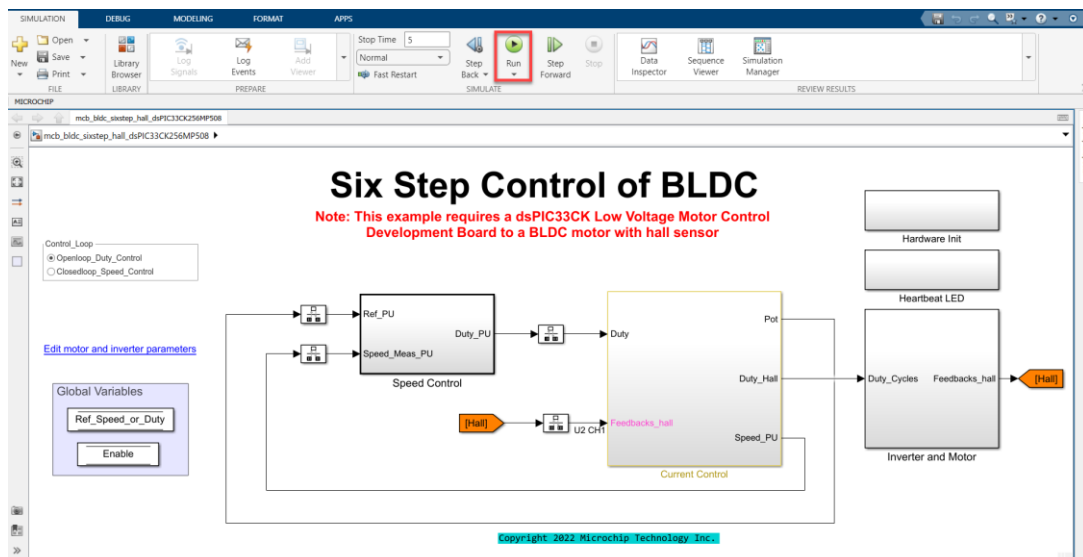 SIMULATION DEBUG MODELING FORMAT APPS
New
Open
Save
Print
FILE
Library
Browser
LIBRARY
Log
Signals
Log
Events
Add
Viewer
PREPARE
Stop Time 5
Normal
Fast Restart
Step
Back
Run
Step
Forward
Stop
SIMULATE
Data
Inspector
Sequence
Viewer
Simulation
Manager
REVIEW RESULTS
MICROCHIP
mcb_bldc_sixstep_hall_dsPIC33CK256MP508
mcb_bldc_sixstep_hall_dsPIC33CK256MP508
Six Step Control of BLDC
Note: This example requires a dsPIC33CK Low Voltage Motor Control
Development Board to a BLDC motor with hall sensor
Control_Loop
Openloop_Duty_Control
Closedloop_Speed_Control
Edit motor and inverter parameters
Global Variables
Ref_Speed_or_Duty
Enable
Ref_PU
Speed_Meas_PU
Duty_PU
Speed Control
[Hall]
U2 CH1
Duty
Feedbacks_hall
Pot
Duty_Hall
Speed_PU
Current Control
Hardware Init
Heartbeat LED
Duty_Cycles Feedbacks_hall
[Hall]
Inverter and Motor
Copyright 2022 Microchip Technology Inc.